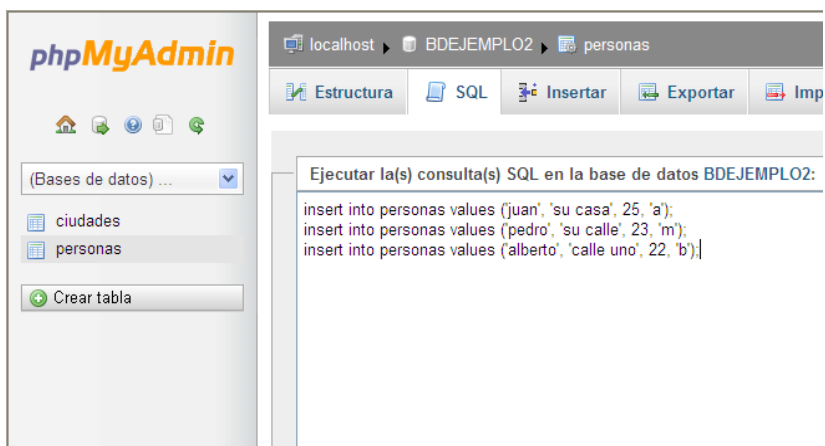 phpMyAdmin
localhost BDEJEMPLO2 personas
Estructura SQL Insertar Exportar Imp
(Bases de datos) ...
ciudades
personas
Crear tabla
Ejecutar la(s) consulta(s) SQL en la base de datos BDEJEMPLO2:
insert into personas values ('juan', 'su casa', 25, 'a');
insert into personas values ('pedro', 'su calle', 23, 'm');
insert into personas values ('alberto', 'calle uno', 22, 'b');